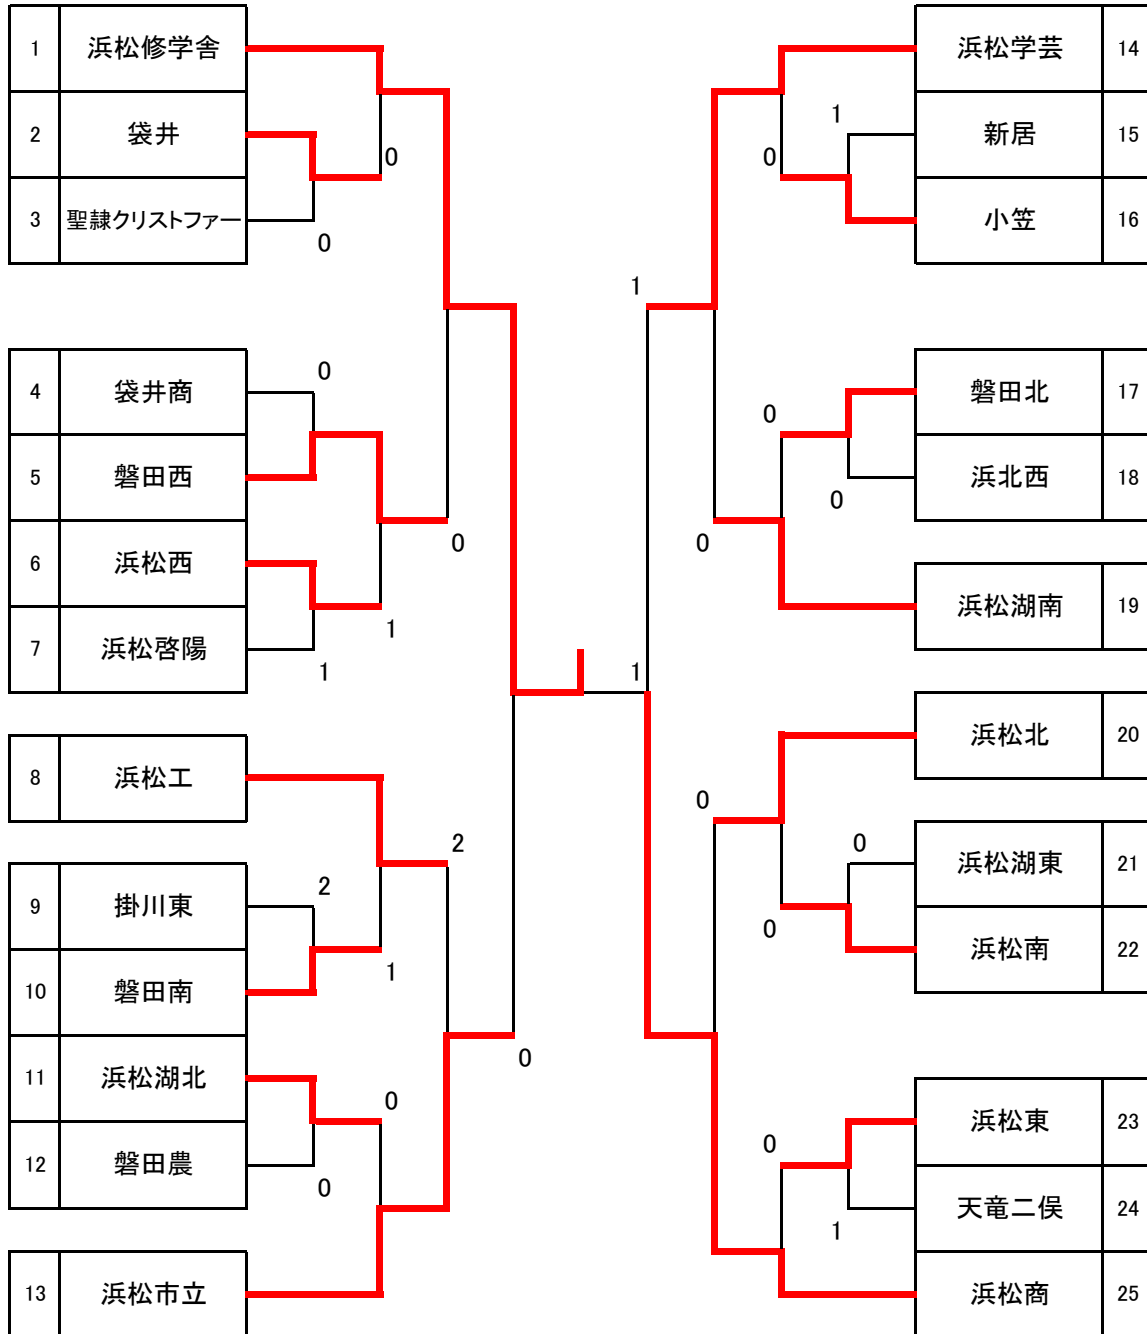 1 浜松修学舎
2 袋井
0
3 聖隷クリストファー
0
4 袋井商
0
5 磐田西
0
6 浜松西
1
7 浜松啓陽
1
8 浜松工
2
9 掛川東
2
10 磐田南
1
0
11 浜松湖北
0
12 磐田農
0
13 浜松市立
1
1
浜松学芸 14
1
新居 15
0
小笠 16
磐田北 17
0
浜北西 18
0
0
浜松湖南 19
浜松北 20
0
0
浜松湖東 21
浜松南 22
0
浜松東 23
0
天竜二俣 24
1
浜松商 25